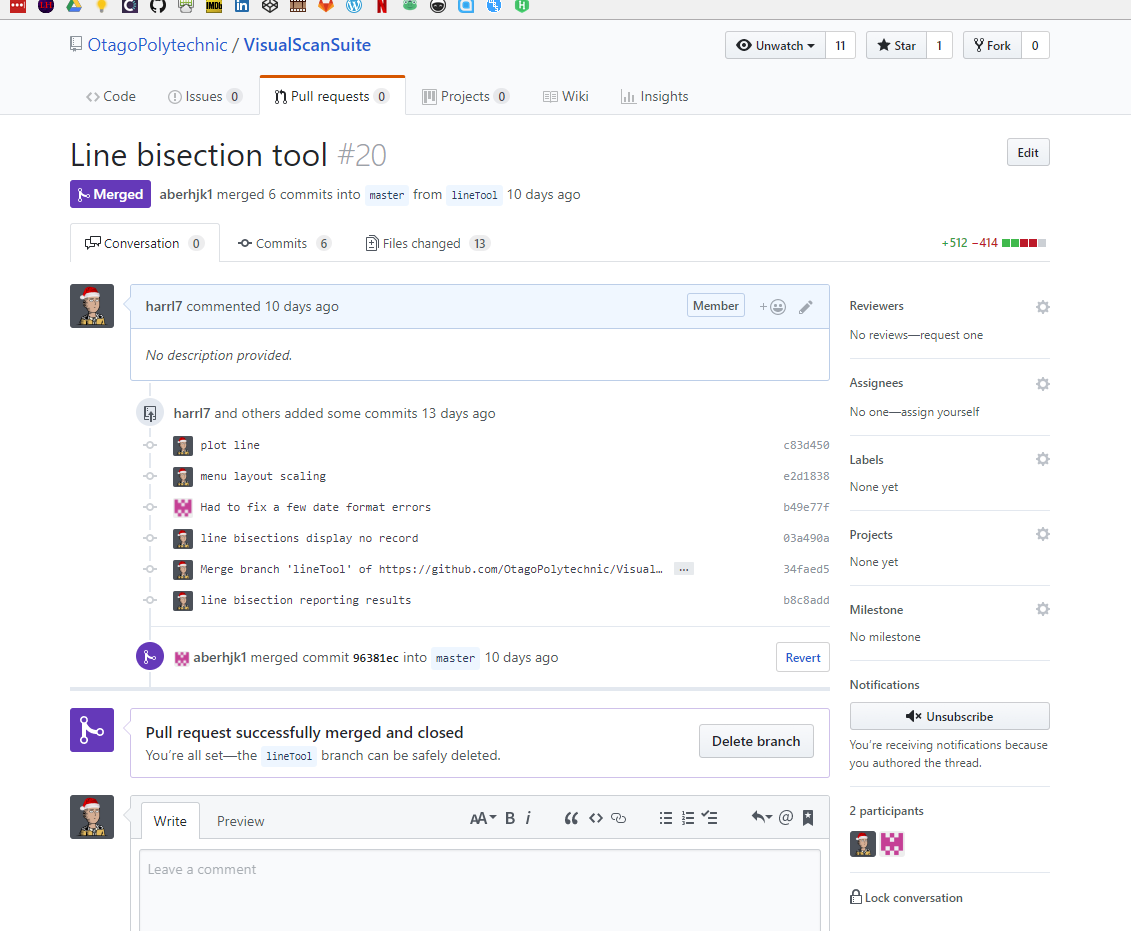 IMDb
OtagoPolytechnic / VisualScanSuite
Unwatch 11 Star 1 Fork 0
Code Issues 0 Pull requests 0 Projects 0 Wiki Insights
Line bisection tool #20 Edit
Merged aberhjk1 merged 6 commits into master from lineTool 10 days ago
Conversation 0 Commits 6 Files changed 13 +512 −414
harrl7 commented 10 days ago Member
No description provided.
harrl7 and others added some commits 13 days ago
plot line c83d450
menu layout scaling e2d1838
Had to fix a few date format errors b49e77f
line bisections display no record 03a490a
Merge branch 'lineTool' of https://github.com/OtagoPolytechnic/Visual… … 34faed5
line bisection reporting results b8c8add
aberhjk1 merged commit 96381ec into master 10 days ago Revert
Pull request successfully merged and closed
You're all set—the lineTool branch can be safely deleted.
Delete branch
Write Preview AA B i @
Leave a comment
Reviewers
No reviews—request one
Assignees
No one—assign yourself
Labels
None yet
Projects
None yet
Milestone
No milestone
Notifications
Unsubscribe
You're receiving notifications because
you authored the thread.
2 participants
Lock conversation